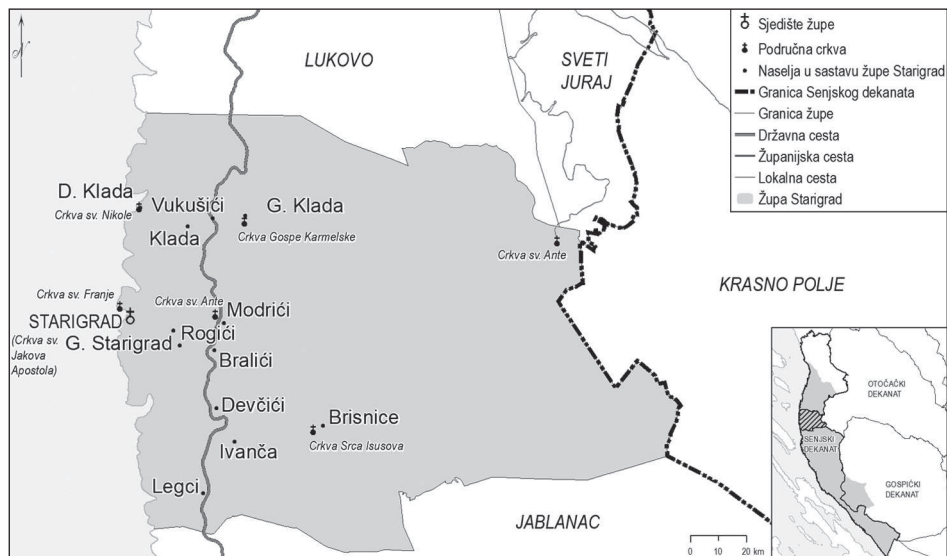 LUKOVO
SVETI
JURAJ
Sjedište župe
Područna crkva
Naselja u sastavu župe Starigrad
Granica Senjskog dekanata
Granica župe
Državna cesta
Županijska cesta
Lokalna cesta
Župa Starigrad
D. Klada
Crkva sv. Nikole
Vukušići
Klada
G. Klada
Crkva Gospe Karmelske
Crkva sv. Ante
KRASNO POLJE
Crkva sv. Franje
STARIGRAD
(Crkva sv.
Jakova
Apostola)
Crkva sv. Ante
Modrići
Rogići
G. Starigrad
Bralići
Devčići
Brisnice
Crkva Srca Isusova
Ivanča
Legci
JABLANAC
0 10 20 km
OTOČAČKI
DEKANAT
SENJSKI
DEKANAT
GOSPIĆKI
DEKANAT